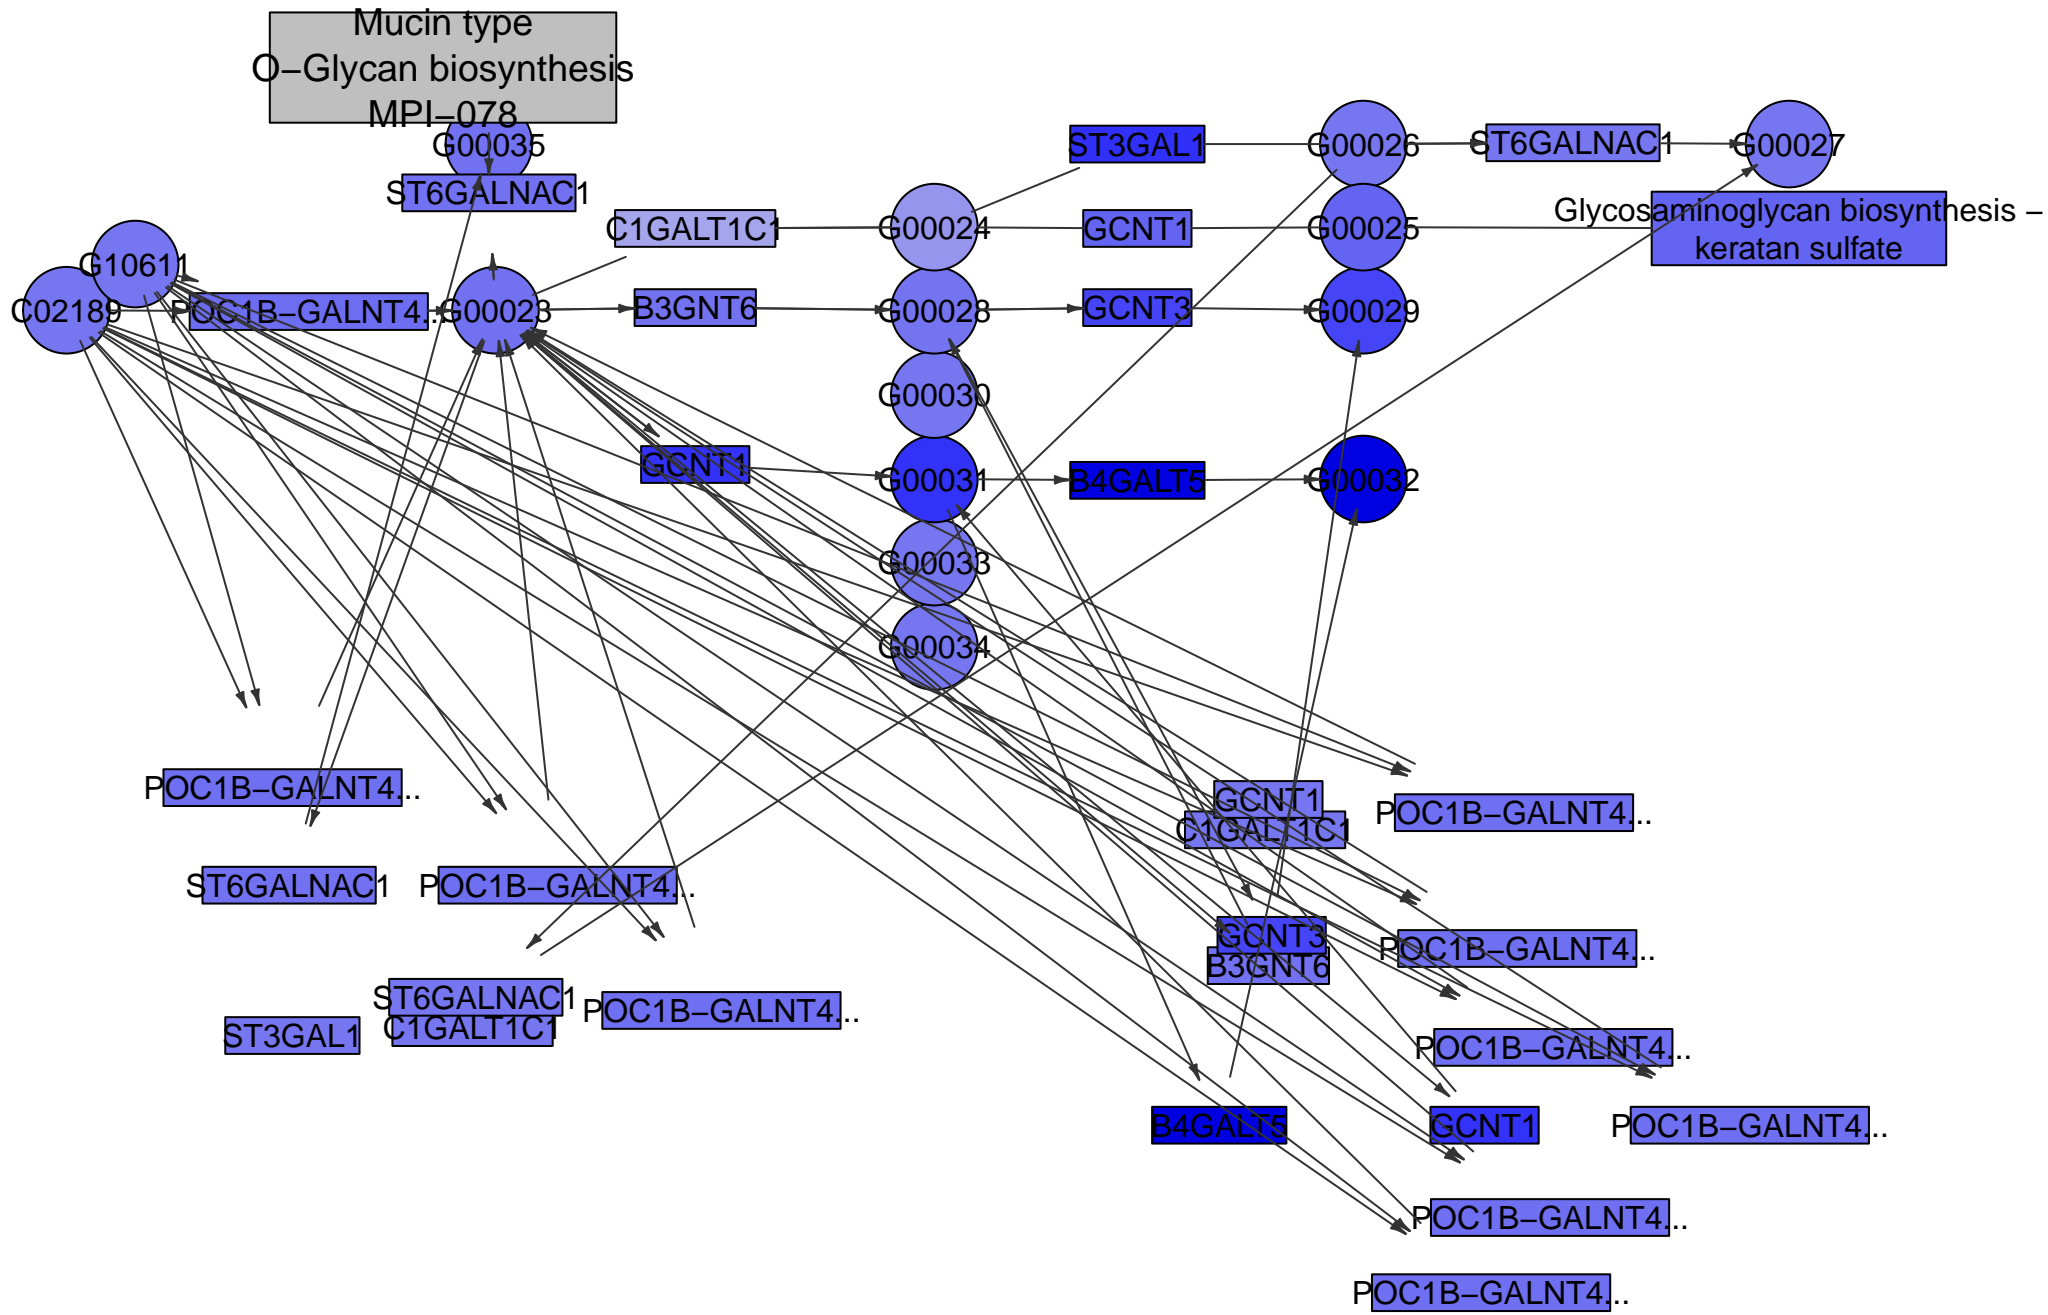 Mucin type
O–Glycan biosynthesis
MPI–078
G00035
ST3GAL1
G00026
ST6GALNAC1
G00027
ST6GALNAC1
C1GALT1C1
G00024
GCNT1
G00025
Glycosaminoglycan biosynthesis –
keratan sulfate
G10611
C02189
POC1B–GALNT4...
G00023
B3GNT6
G00028
GCNT3
G00029
G00030
GCNT1
G00031
B4GALT5
G00032
G00033
G00034
POC1B–GALNT4...
GCNT1
POC1B–GALNT4...
C1GALT1C1
ST6GALNAC1
POC1B–GALNT4...
GCNT3
POC1B–GALNT4...
B3GNT6
ST6GALNAC1
POC1B–GALNT4...
ST3GAL1
C1GALT1C1
POC1B–GALNT4...
B4GALT5
GCNT1
POC1B–GALNT4...
POC1B–GALNT4...
POC1B–GALNT4...